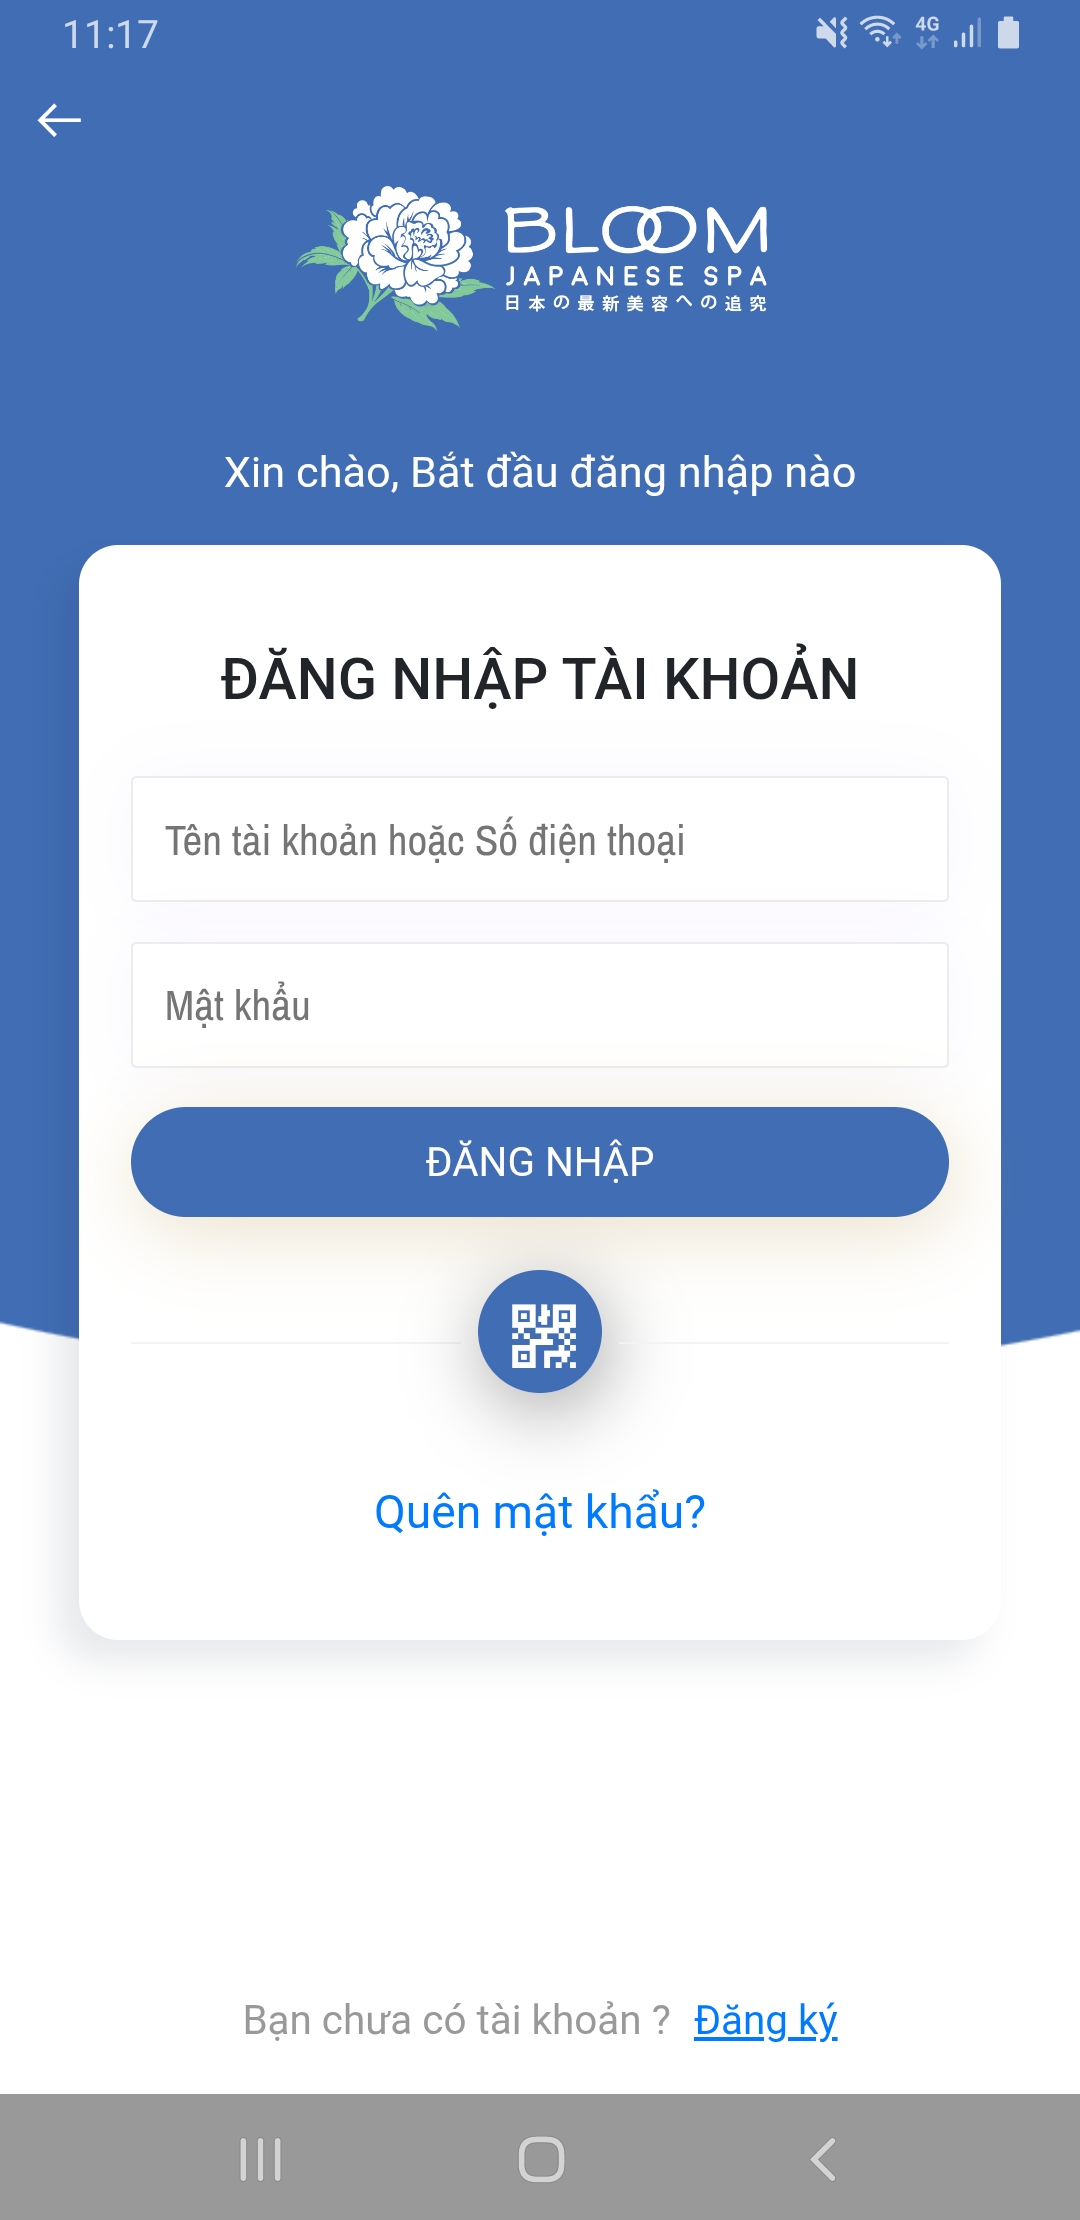 11:17
4G
BLOOM
JAPANESE SPA
日本の最新美容への追究
Xin chào, Bắt đầu đăng nhập nào
ĐĂNG NHẬP TÀI KHOẢN
Tên tài khoản hoặc Số điện thoại
Mật khẩu
ĐĂNG NHẬP
Quên mật khẩu?
Bạn chưa có tài khoản ? Đăng ký